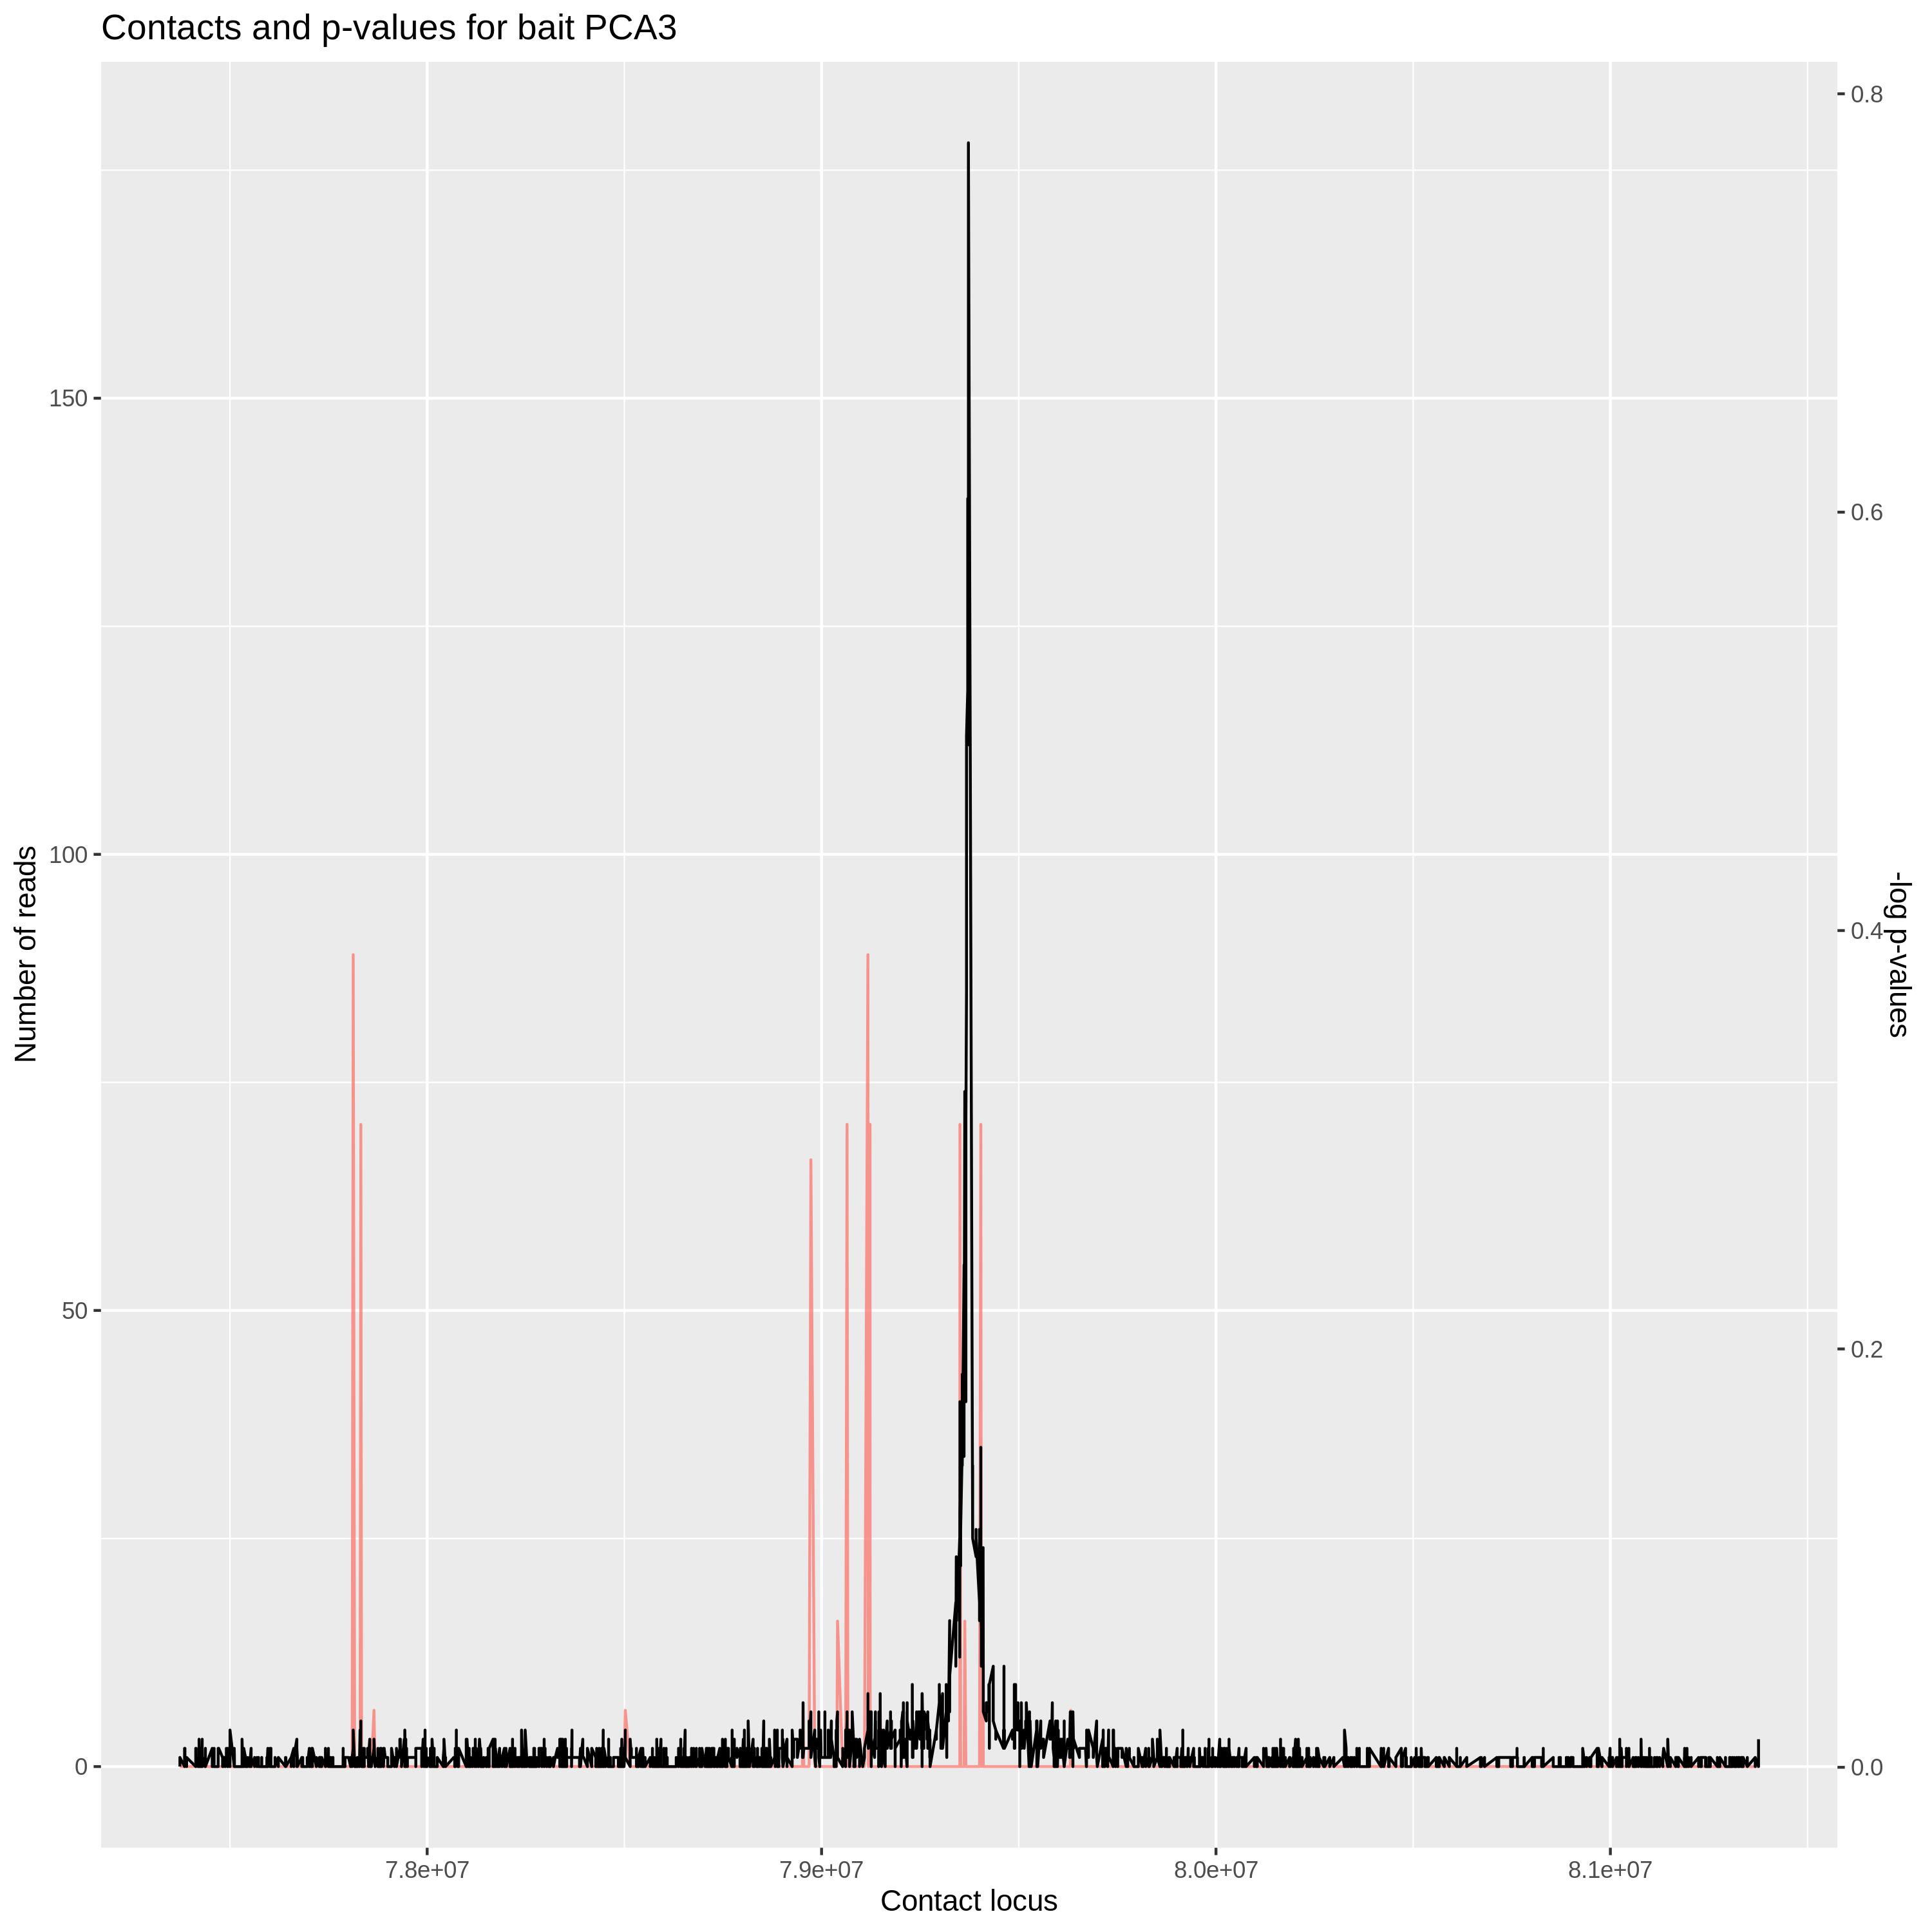 Contacts and p-values for bait PCA3
Number of reads
150
100
50
0
0.8
0.6
0.4
0.2
0.0
-log p-values
7.8e+07
7.9e+07
8.0e+07
8.1e+07
Contact locus